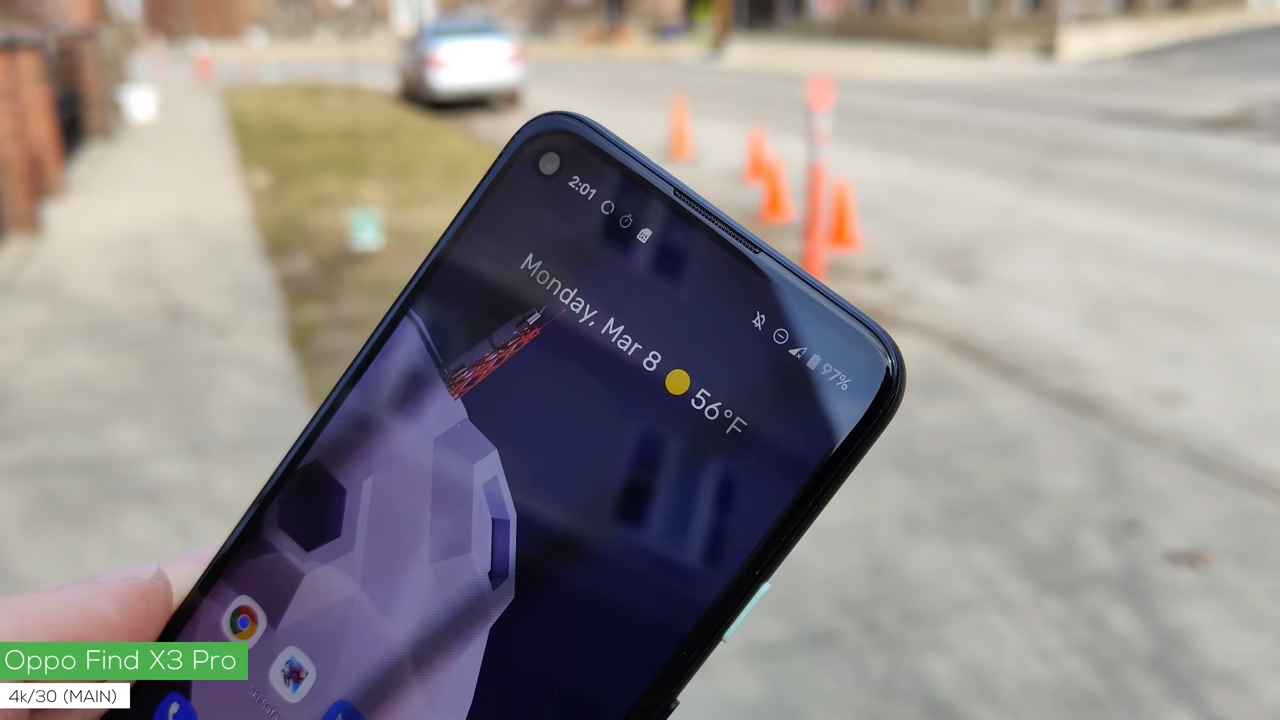 2:01
97%
Monday, Mar 8 56°F
Oppo Find X3 Pro
4k/30 (MAIN)